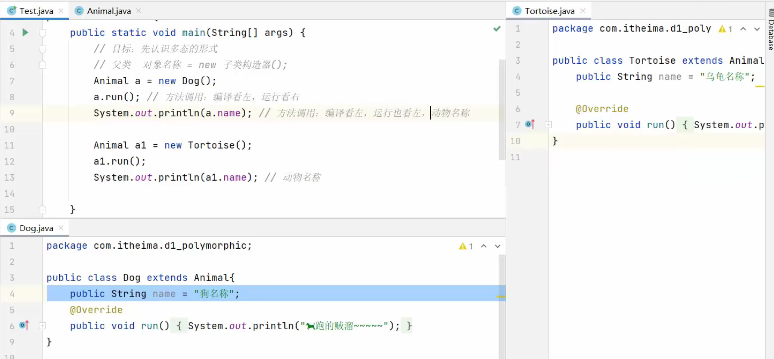 Test.java
Animal.java
4 public static void main(String[] args) {
5 // 目标：先认识多态的形式
6 // 父类 对象名称 = new 子类构造器();
7 Animal a = new Dog();
8 a.run(); // 方法调用：编译看左，运行看右
9 System.out.println(a.name); // 方法调用：编译看左，运行也看左，动物名称
10
11 Animal a1 = new Tortoise();
12 a1.run();
13 System.out.println(a1.name); // 动物名称
14
15 }
Dog.java
1 package com.itheima.d1_polymorphic;
1
2
3 public class Dog extends Animal{
4 public String name = "狗名称";
5 @Override
6 public void run() { System.out.println("🐎跑的贼溜~~~~~"); }
9 }
Tortoise.java
1 package com.itheima.d1_poly
1
2
3 public class Tortoise extends Animal
4 public String name = "乌龟名称";
5
6 @Override
7 public void run() { System.out.p
10 }
11
Database